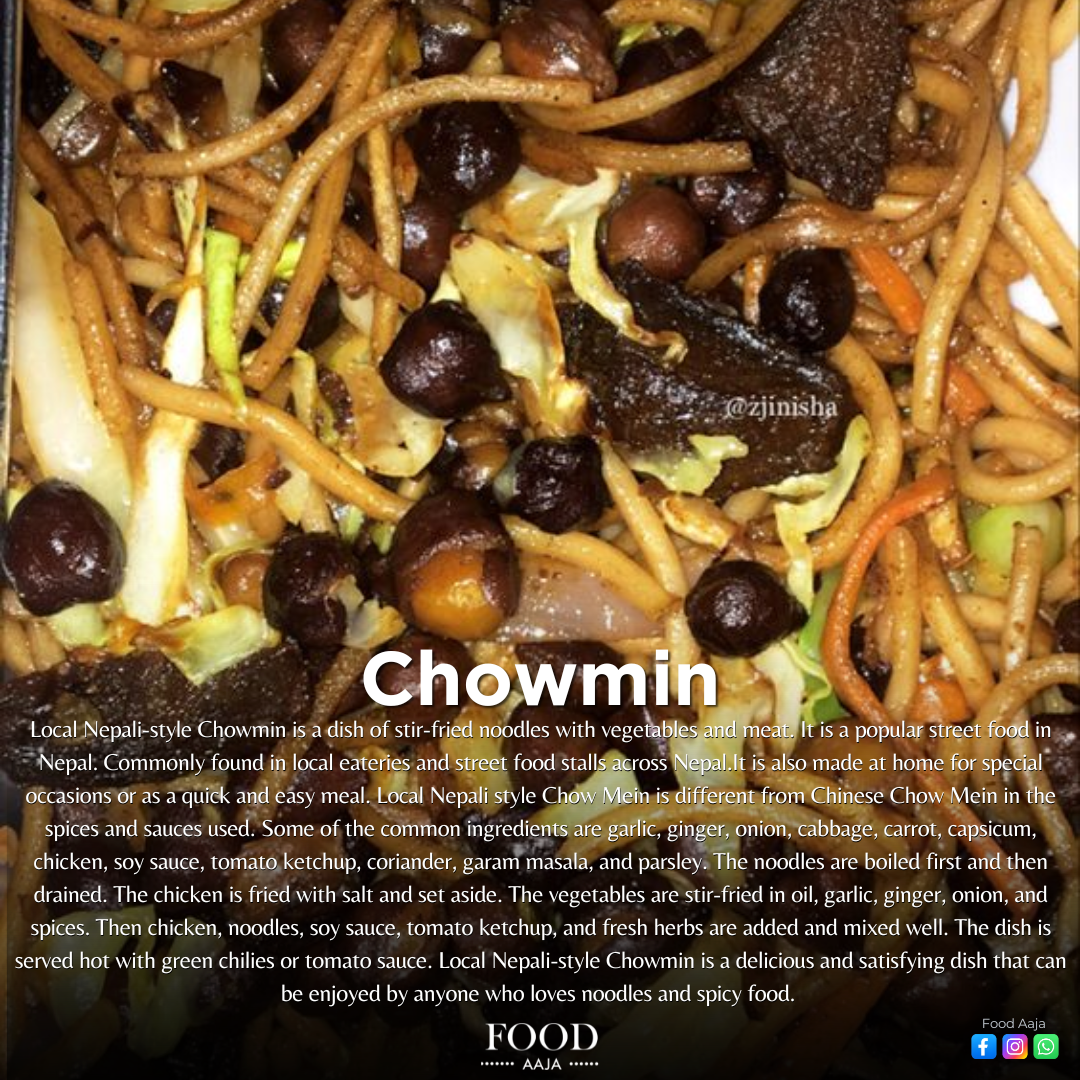 @zjinisha
Chowmin
Local Nepali-style Chowmin is a dish of stir-fried noodles with vegetables and meat. It is a popular street food in
Nepal. Commonly found in local eateries and street food stalls across Nepal.It is also made at home for special
occasions or as a quick and easy meal. Local Nepali style Chow Mein is different from Chinese Chow Mein in the
spices and sauces used. Some of the common ingredients are garlic, ginger, onion, cabbage, carrot, capsicum,
chicken, soy sauce, tomato ketchup, coriander, garam masala, and parsley. The noodles are boiled first and then
drained. The chicken is fried with salt and set aside. The vegetables are stir-fried in oil, garlic, ginger, onion, and
spices. Then chicken, noodles, soy sauce, tomato ketchup, and fresh herbs are added and mixed well. The dish is
served hot with green chilies or tomato sauce. Local Nepali-style Chowmin is a delicious and satisfying dish that can
be enjoyed by anyone who loves noodles and spicy food.
FOOD
AAJA
Food Aaja